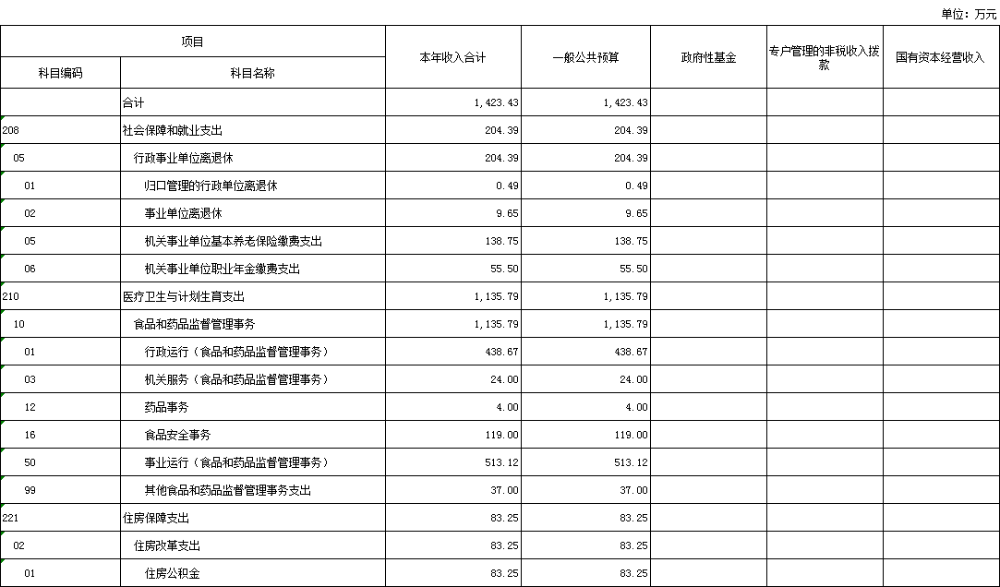 单位：万元
项目
本年收入合计
一般公共预算
政府性基金
专户管理的非税收入拨
款
国有资本经营收入
科目编码 科目名称
合计 1,423.43 1,423.43
208 社会保障和就业支出 204.39 204.39
05 行政事业单位离退休 204.39 204.39
01 归口管理的行政单位离退休 0.49 0.49
02 事业单位离退休 9.65 9.65
05 机关事业单位基本养老保险缴费支出 138.75 138.75
06 机关事业单位职业年金缴费支出 55.50 55.50
210 医疗卫生与计划生育支出 1,135.79 1,135.79
10 食品和药品监督管理事务 1,135.79 1,135.79
01 行政运行（食品和药品监督管理事务） 438.67 438.67
03 机关服务（食品和药品监督管理事务） 24.00 24.00
12 药品事务 4.00 4.00
16 食品安全事务 119.00 119.00
50 事业运行（食品和药品监督管理事务） 513.12 513.12
99 其他食品和药品监督管理事务支出 37.00 37.00
221 住房保障支出 83.25 83.25
02 住房改革支出 83.25 83.25
01 住房公积金 83.25 83.25